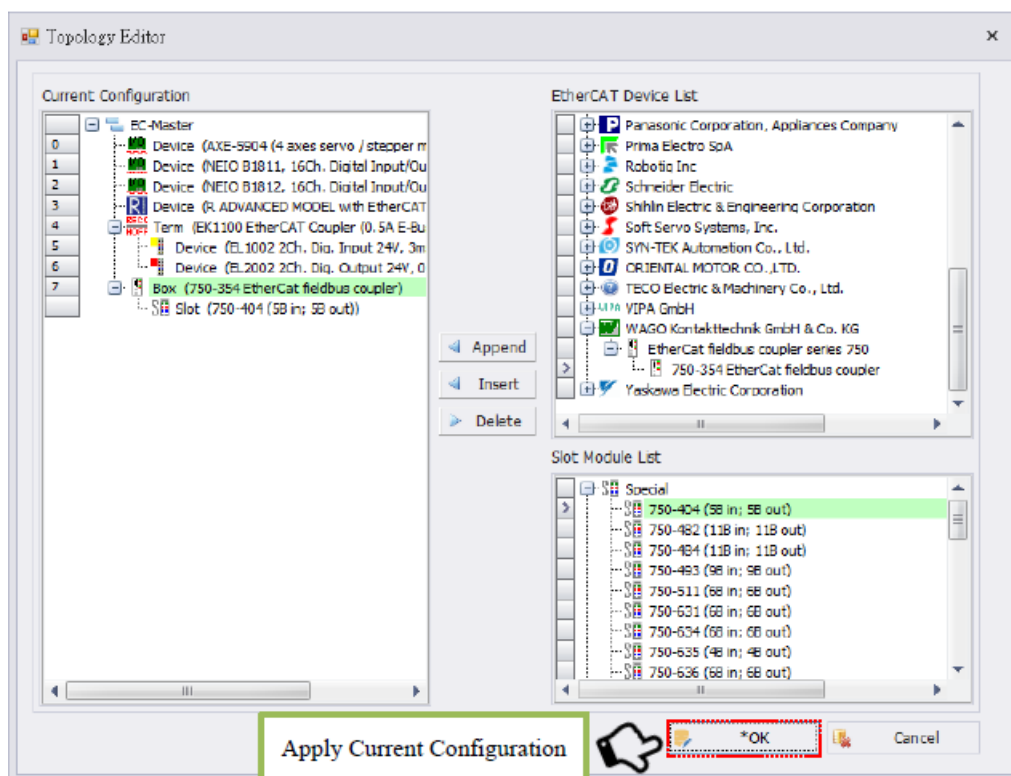 Topology Editor
Current Configuration
EC-Master
0 Device (AXE-5904 (4 axes servo / stepper m
1 Device (NEIO B1811, 16Ch. Digital Input/Ou
2 Device (NEIO B1812, 16Ch. Digital Input/Ou
3 RI Device (R ADVANCED MODEL with EtherCAT
4 Term (EK1100 EtherCAT Coupler (0.5A E-Bu
5 Device (EL1002 2Ch. Dig. Input 24V, 3m
6 Device (EL2002 2Ch. Dig. Output 24V, 0
7 Box (750-354 EtherCat fieldbus coupler)
Slot (750-404 (5B in; 5B out))
Append
Insert
Delete
EtherCAT Device List
Panasonic Corporation, Appliances Company
Prima Electro SpA
Robotiq Inc
Schneider Electric
Shihlin Electric & Engineering Corporation
Soft Servo Systems, Inc.
SYN-TEK Automation Co., Ltd.
ORIENTAL MOTOR CO.,LTD.
TECO Electric & Machinery Co., Ltd.
VIPA GmbH
WAGO Kontakttechnik GmbH & Co. KG
EtherCat fieldbus coupler series 750
750-354 EtherCat fieldbus coupler
Yaskawa Electric Corporation
Slot Module List
Special
750-404 (5B in; 5B out)
750-482 (11B in; 11B out)
750-484 (11B in; 11B out)
750-493 (9B in; 9B out)
750-511 (6B in; 6B out)
750-631 (6B in; 6B out)
750-634 (6B in; 6B out)
750-635 (4B in; 4B out)
750-636 (6B in; 6B out)
Apply Current Configuration
*OK
Cancel